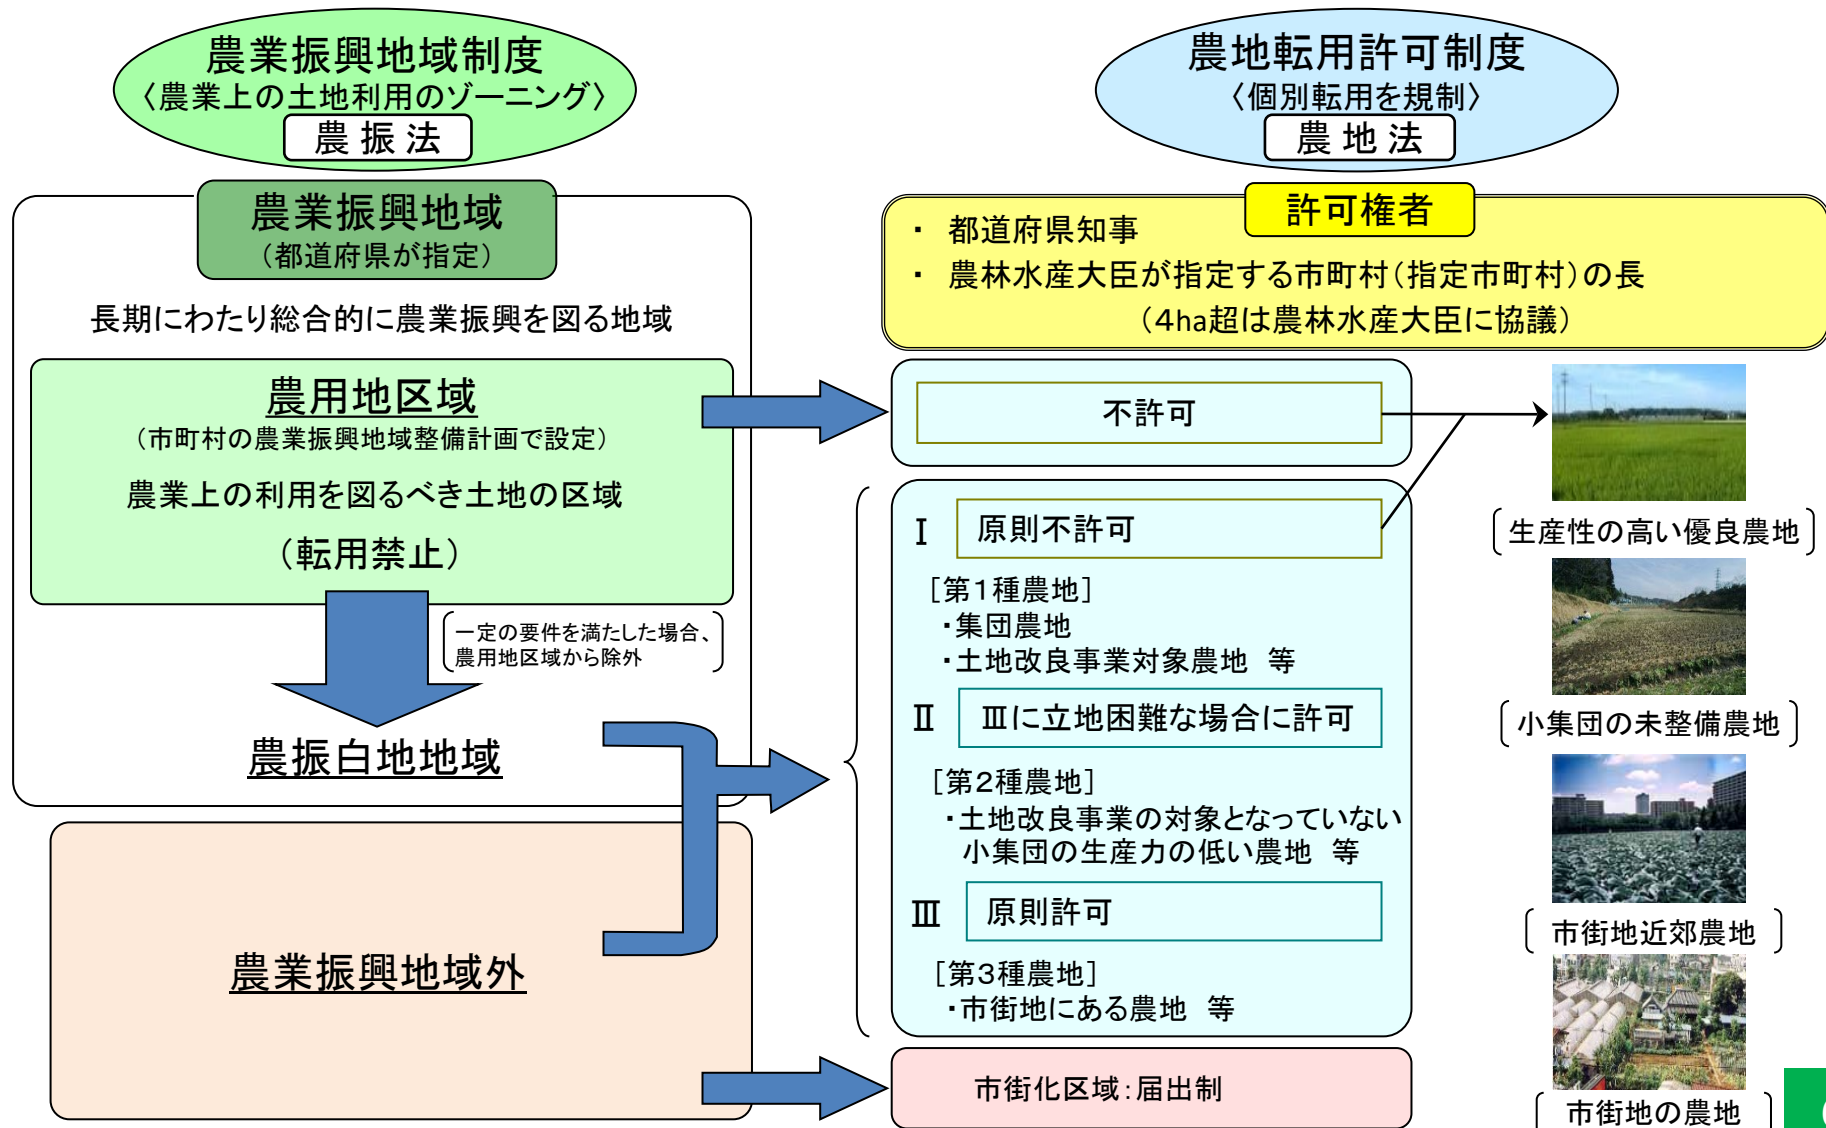 農業振興地域制度
〈農業上の土地利用のゾーニング〉
農振法
農業振興地域
（都道府県が指定）
長期にわたり総合的に農業振興を図る地域
農用地区域
（市町村の農業振興地域整備計画で設定）
農業上の利用を図るべき土地の区域
（転用禁止）
一定の要件を満たした場合、
農用地区域から除外
農振白地地域
農業振興地域外
農地転用許可制度
〈個別転用を規制〉
農地法
許可権者
・ 都道府県知事
・ 農林水産大臣が指定する市町村（指定市町村）の長
（４ha超は農林水産大臣に協議）
不許可
Ⅰ 原則不許可
［第１種農地］
・集団農地
・土地改良事業対象農地 等
Ⅱ Ⅲに立地困難な場合に許可
［第２種農地］
・土地改良事業の対象となっていない
小集団の生産力の低い農地 等
Ⅲ 原則許可
［第３種農地］
・市街地にある農地 等
市街化区域：届出制
生産性の高い優良農地
小集団の未整備農地
市街地近郊農地
市街地の農地